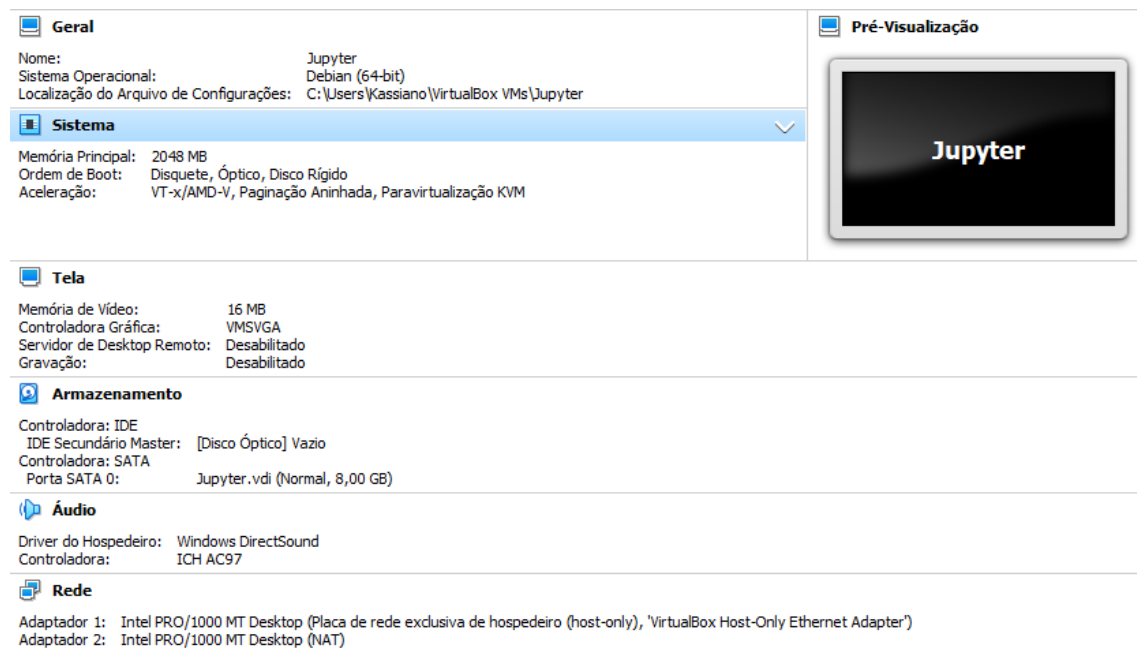 Geral
Nome: Jupyter
Sistema Operacional: Debian (64-bit)
Localização do Arquivo de Configurações: C:\Users\Kassiano\VirtualBox VMs\Jupyter
Pré-Visualização
Jupyter
Sistema
Memória Principal: 2048 MB
Ordem de Boot: Disquete, Óptico, Disco Rígido
Aceleração: VT-x/AMD-V, Paginação Aninhada, Paravirtualização KVM
Tela
Memória de Vídeo: 16 MB
Controladora Gráfica: VMSVGA
Servidor de Desktop Remoto: Desabilitado
Gravação: Desabilitado
Armazenamento
Controladora: IDE
IDE Secundário Master: [Disco Óptico] Vazio
Controladora: SATA
Porta SATA 0: Jupyter.vdi (Normal, 8,00 GB)
Áudio
Driver do Hospedeiro: Windows DirectSound
Controladora: ICH AC97
Rede
Adaptador 1: Intel PRO/1000 MT Desktop (Placa de rede exclusiva de hospedeiro (host-only), 'VirtualBox Host-Only Ethernet Adapter')
Adaptador 2: Intel PRO/1000 MT Desktop (NAT)